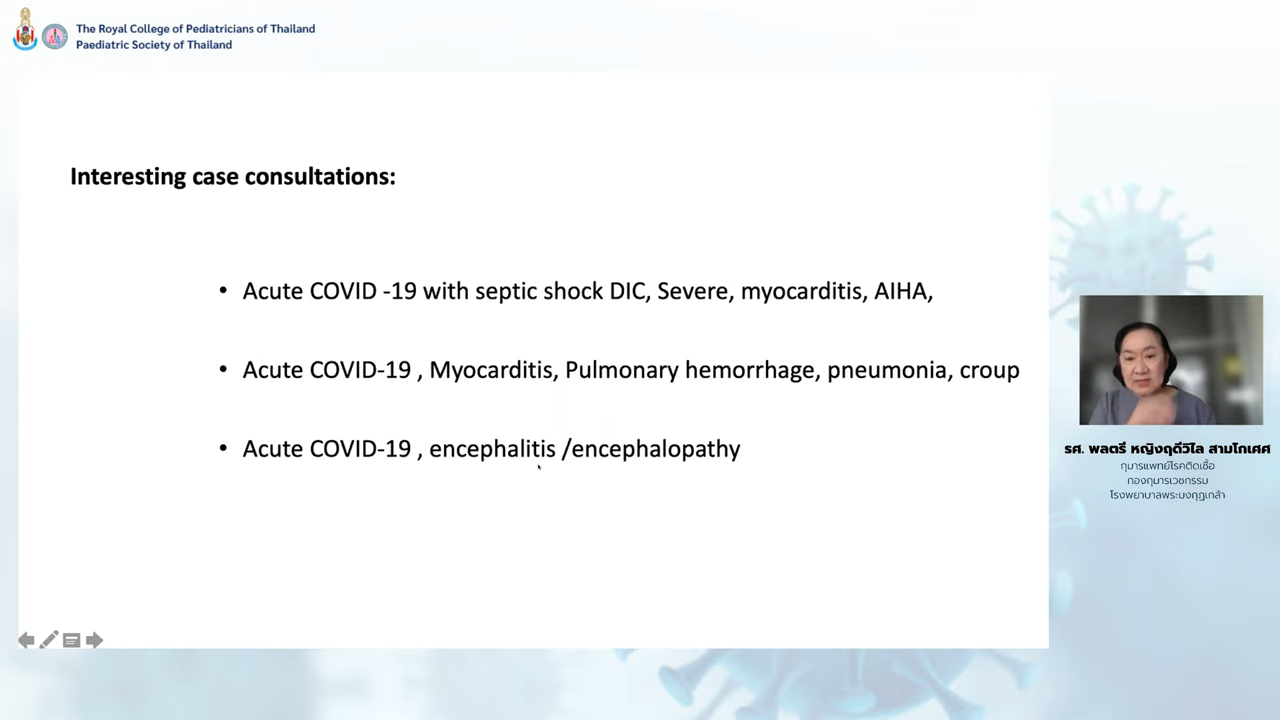 The Royal College of Pediatricians of Thailand
Paediatric Society of Thailand
Interesting case consultations:
• Acute COVID -19 with septic shock DIC, Severe, myocarditis, AIHA,
• Acute COVID-19 , Myocarditis, Pulmonary hemorrhage, pneumonia, croup
• Acute COVID-19 , encephalitis /encephalopathy
รศ. พลตรี หญิงฤดีวิไล สามโกเศศ
กุมารแพทย์โรคติดเชื้อ
กองกุมารเวชกรรม
โรงพยาบาลพระมงกุฎเกล้า